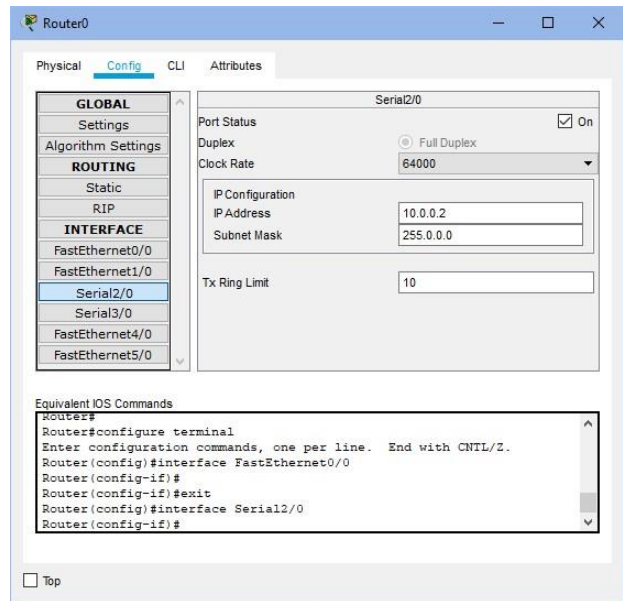 Router0
Physical Config CLI Attributes
GLOBAL
Settings
Algorithm Settings
ROUTING
Static
RIP
INTERFACE
FastEthernet0/0
FastEthernet1/0
Serial2/0
Serial3/0
FastEthernet4/0
FastEthernet5/0
Serial2/0
Port Status On
Duplex Full Duplex
Clock Rate 64000
IP Configuration
IP Address 10.0.0.2
Subnet Mask 255.0.0.0
Tx Ring Limit 10
Equivalent IOS Commands
Router#
Router#configure terminal
Enter configuration commands, one per line. End with CNTL/Z.
Router(config)#interface FastEthernet0/0
Router(config-if)#
Router(config-if)#exit
Router(config)#interface Serial2/0
Router(config-if)#
Top